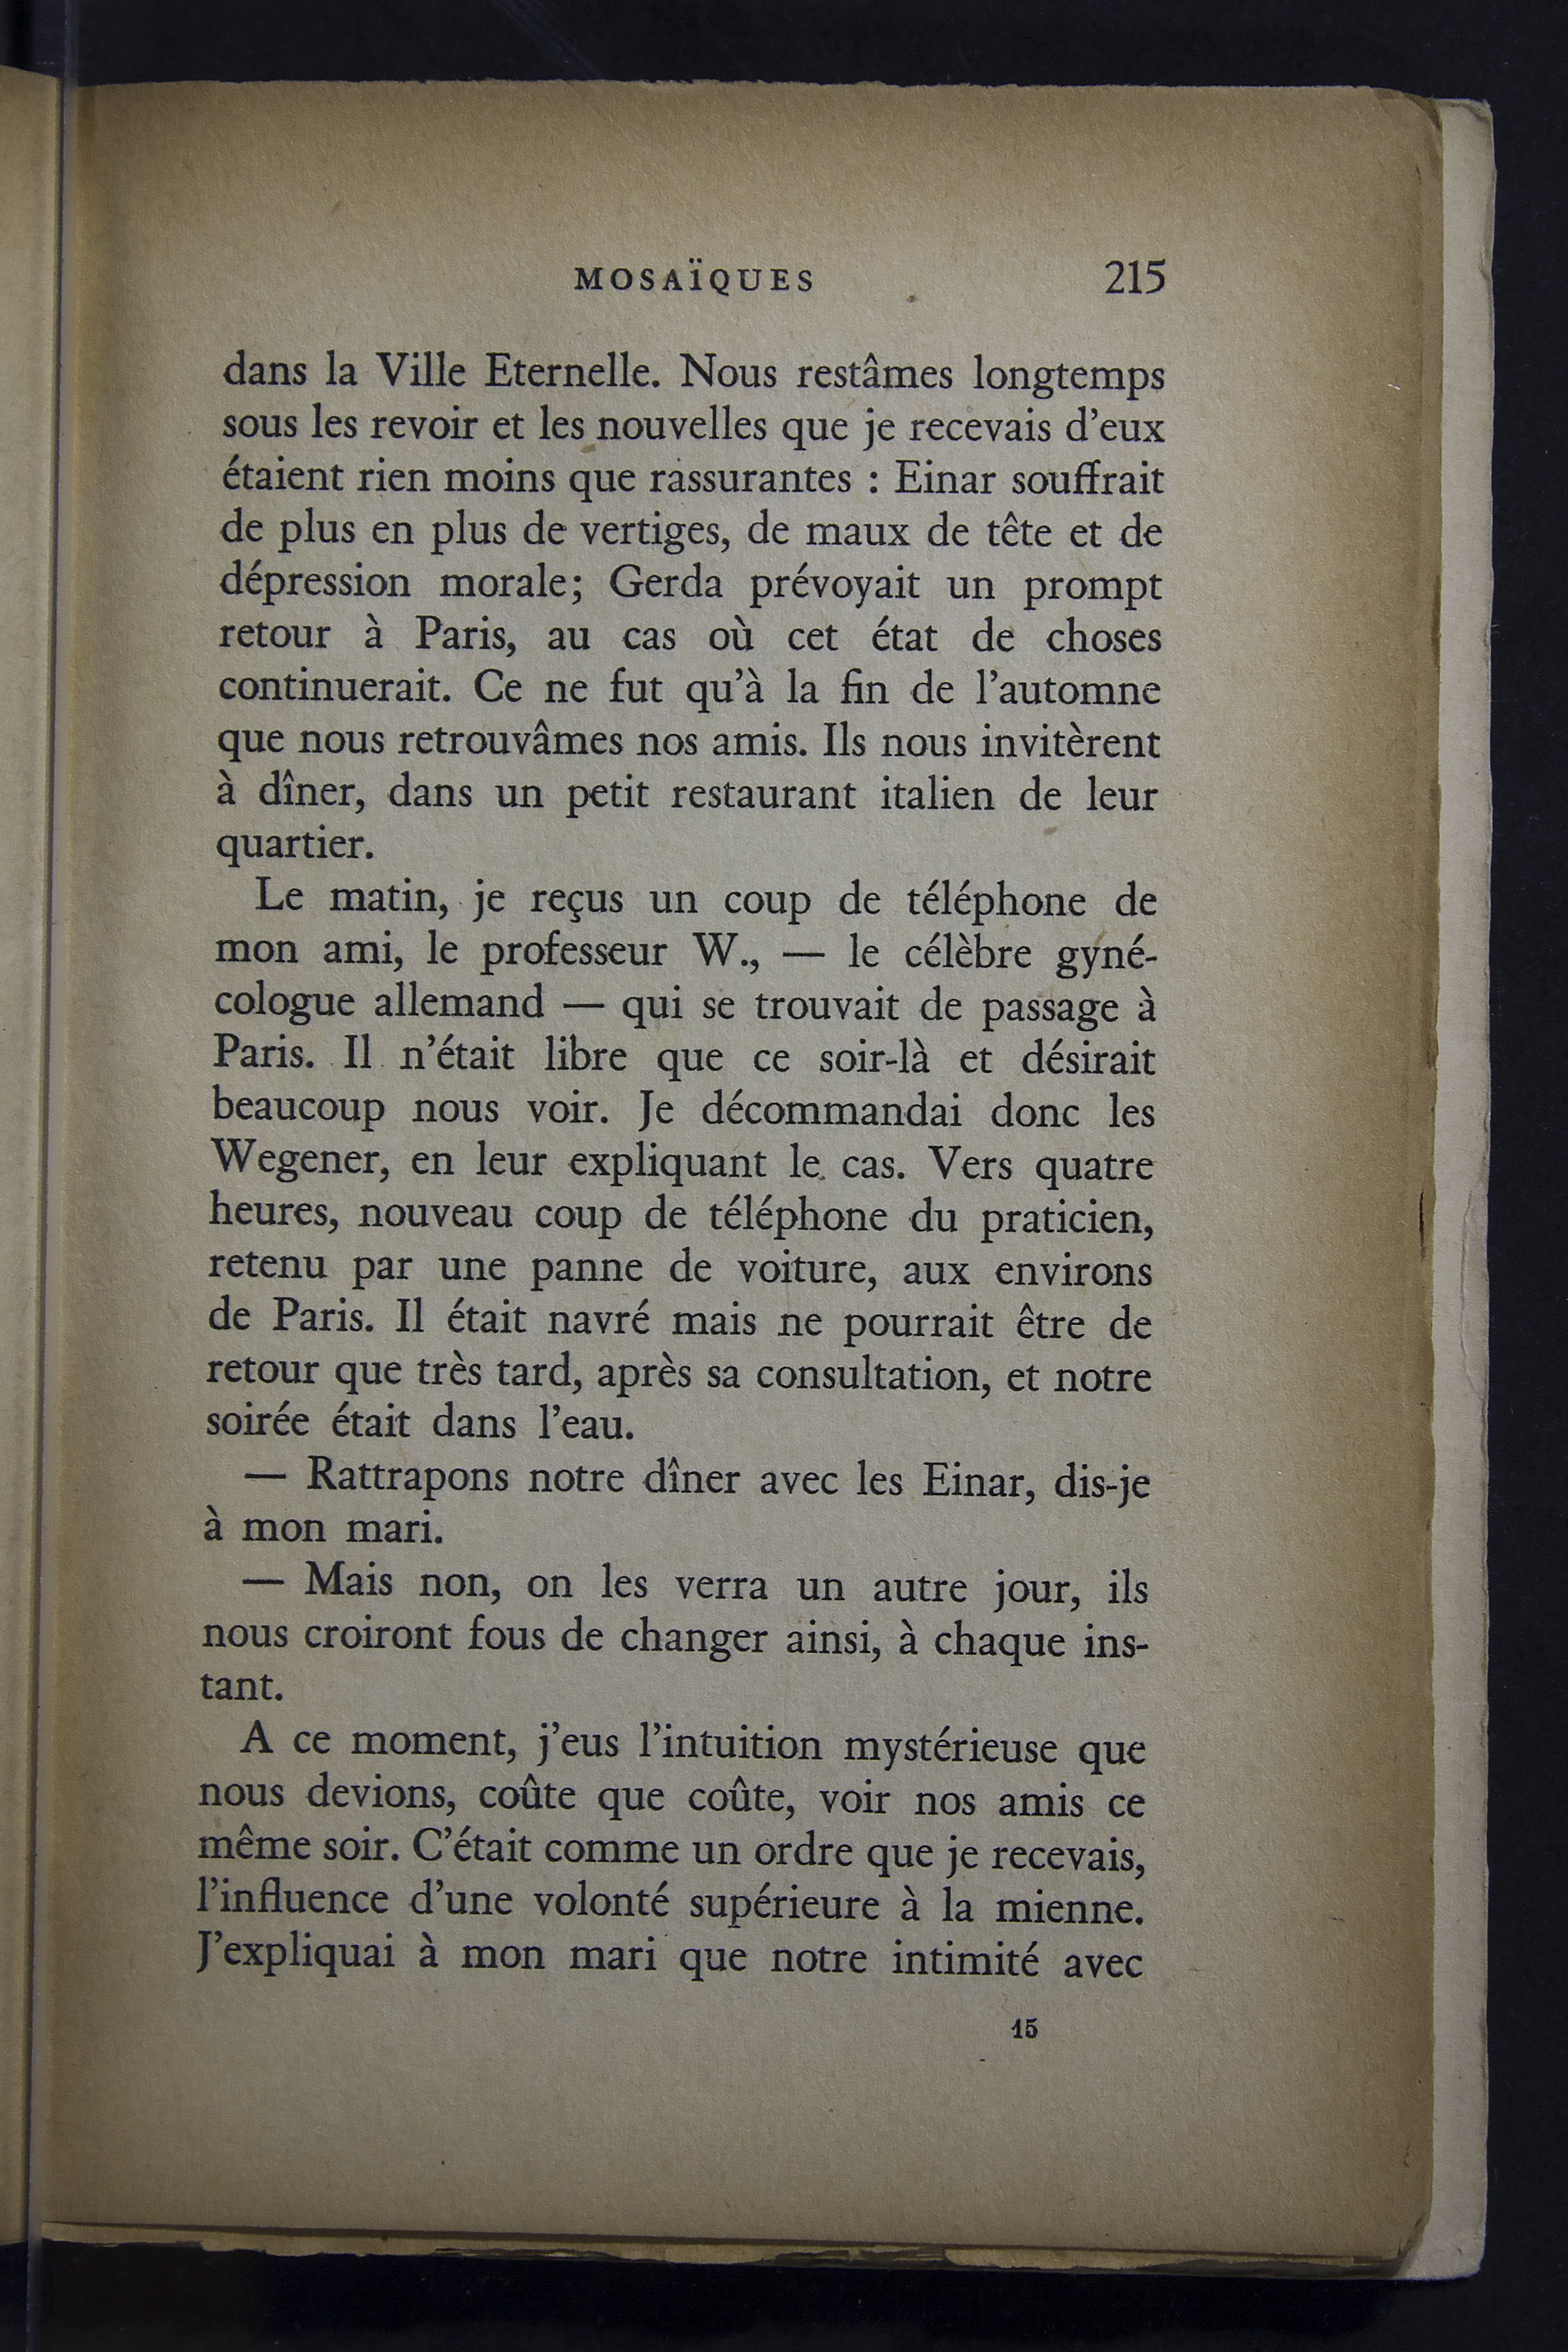 MOSAÏQUES 215
dans la Ville Eternelle. Nous restâmes longtemps
sous les revoir et les nouvelles que je recevais d'eux
étaient rien moins que rassurantes : Einar souffrait
de plus en plus de vertiges, de maux de tête et de
dépression morale; Gerda prévoyait un prompt
retour à Paris, au cas où cet état de choses
continuerait. Ce ne fut qu'à la fin de l'automne
que nous retrouvâmes nos amis. Ils nous invitèrent
à dîner, dans un petit restaurant italien de leur
quartier.
Le matin, je reçus un coup de téléphone de
mon ami, le professeur W., — le célèbre gyné-
cologue allemand — qui se trouvait de passage à
Paris. Il n'était libre que ce soir-là et désirait
beaucoup nous voir. Je décommandai donc les
Wegener, en leur expliquant le cas. Vers quatre
heures, nouveau coup de téléphone du praticien,
retenu par une panne de voiture, aux environs
de Paris. Il était navré mais ne pourrait être de
retour que très tard, après sa consultation, et notre
soirée était dans l'eau.
— Rattrapons notre dîner avec les Einar, dis-je
à mon mari.
— Mais non, on les verra un autre jour, ils
nous croiront fous de changer ainsi, à chaque ins-
tant.
A ce moment, j'eus l'intuition mystérieuse que
nous devions, coûte que coûte, voir nos amis ce
même soir. C'était comme un ordre que je recevais,
l'influence d'une volonté supérieure à la mienne.
J'expliquai à mon mari que notre intimité avec
15